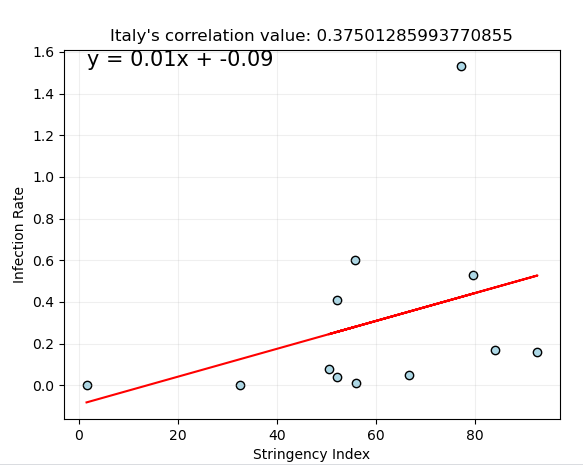 Italy's correlation value: 0.37501285993770855
y = 0.01x + -0.09
1.6
1.4
1.2
1.0
0.8
0.6
0.4
0.2
0.0
Infection Rate
0 20 40 60 80
Stringency Index